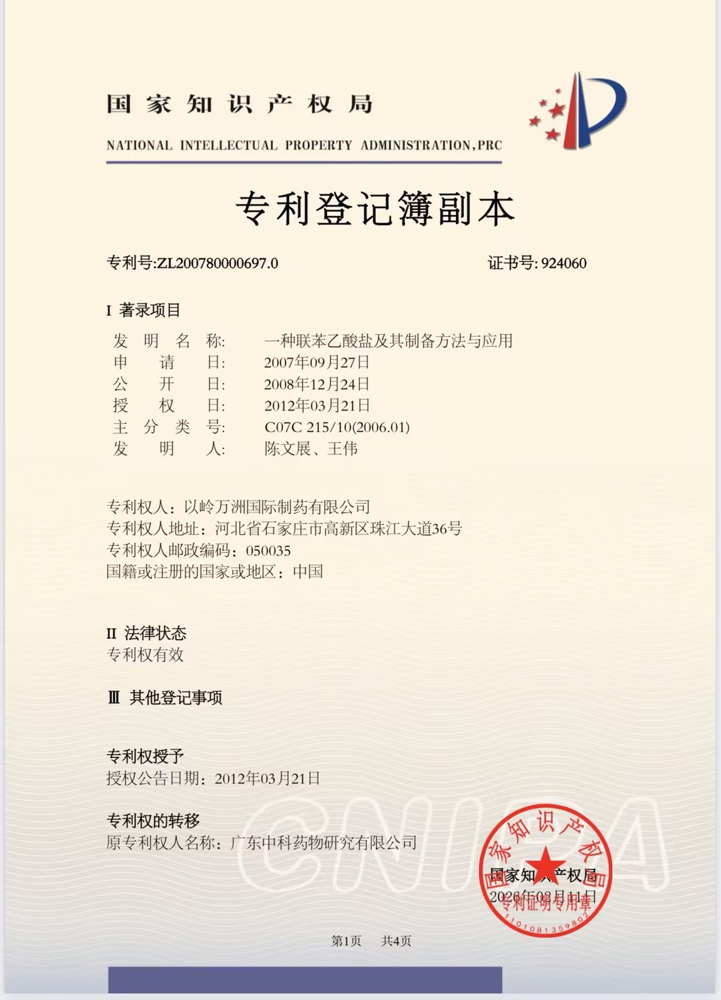 国家知识产权局
NATIONAL INTELLECTUAL PROPERTY ADMINISTRATION,PRC
专利登记簿副本
专利号:ZL200780000697.0 证书号: 924060
I 著录项目
发明名称: 一种联苯乙酸盐及其制备方法与应用
申请日: 2007年09月27日
公开日: 2008年12月24日
授权日: 2012年03月21日
主分类号: C07C 215/10(2006.01)
发明人: 陈文展、王伟
专利权人：以岭万洲国际制药有限公司
专利权人地址：河北省石家庄市高新区珠江大道36号
专利权人邮政编码：050035
国籍或注册的国家或地区：中国
II 法律状态
专利权有效
Ⅲ 其他登记事项
专利权授予
授权公告日期：2012年03月21日
专利权的转移
原专利权人名称：广东中科药物研究有限公司
CNIPA
国家知识产权局
国家知识产权局
2026年02月11日
专利证明专用章
1101081359802
第1页 共4页